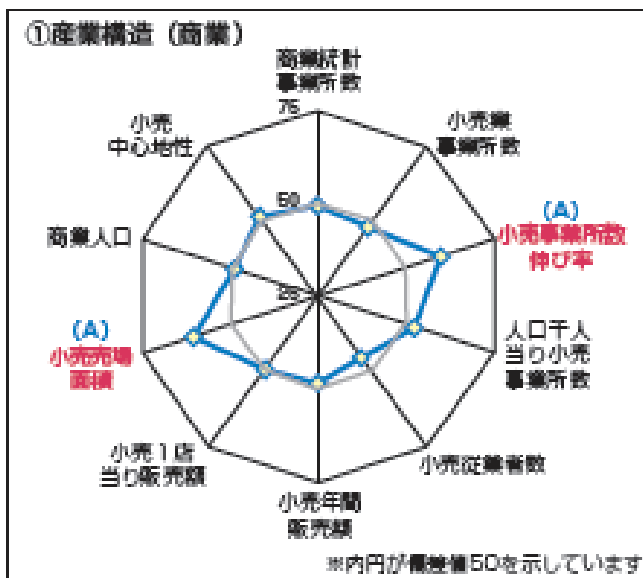 ①産業構造（商業）
商業統計
事業所数
75
小売業
事業所数
小売
中心地性
50
(A)
小売事業所数
伸び率
商業人口
25
(A)
小売売場
面積
人口千人
当り小売
事業所数
小売１店
当り販売額
小売従業者数
小売年間
販売額
※内円が偏差値50を示しています